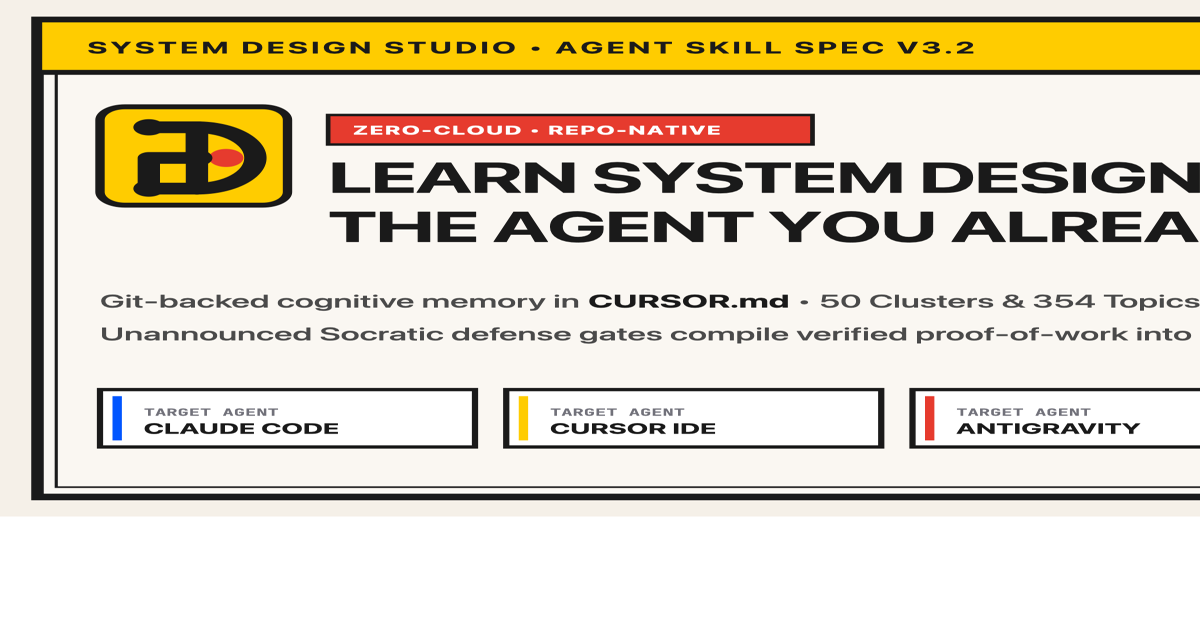 SYSTEM DESIGN STUDIO • AGENT SKILL SPEC V3.2
ZERO-CLOUD • REPO-NATIVE
LEARN SYSTEM DESIGN
THE AGENT YOU ALREA
Git-backed cognitive memory in CURSOR.md • 50 Clusters & 354 Topics
Unannounced Socratic defense gates compile verified proof-of-work into
TARGET AGENT
CLAUDE CODE
TARGET AGENT
CURSOR IDE
TARGET AGENT
ANTIGRAVITY